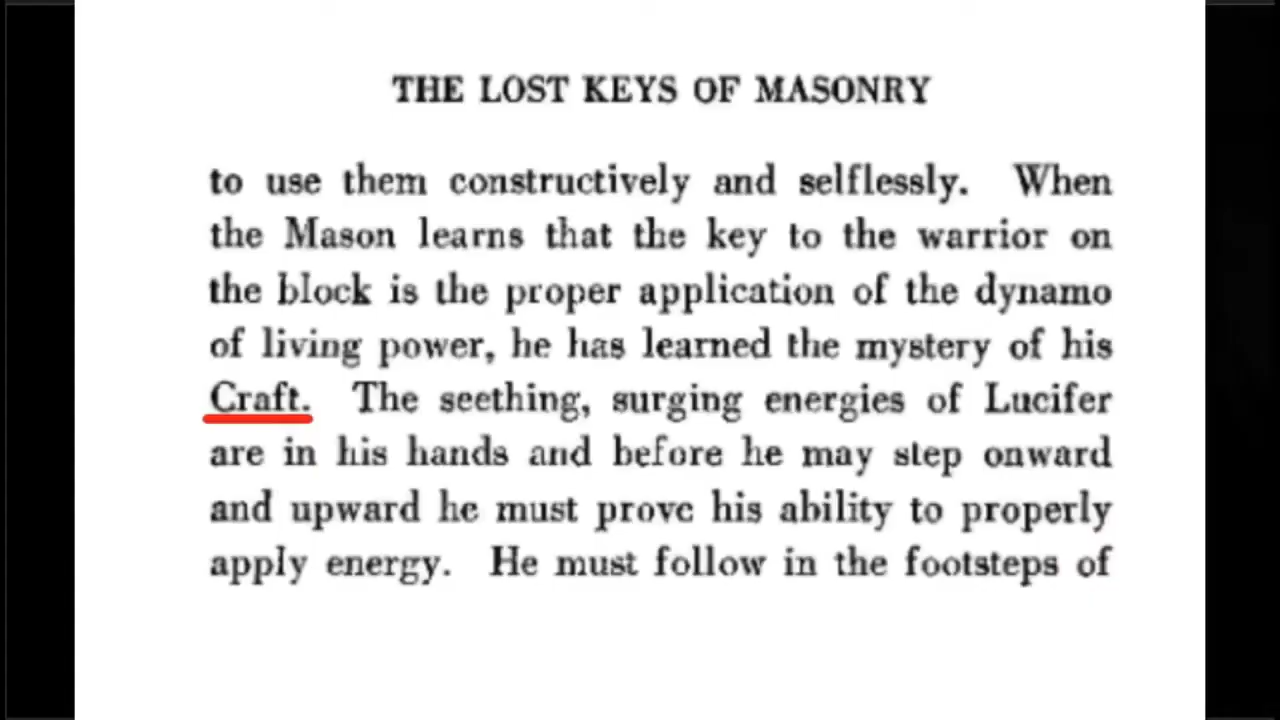 THE LOST KEYS OF MASONRY
to use them constructively and selflessly. When
the Mason learns that the key to the warrior on
the block is the proper application of the dynamo
of living power, he has learned the mystery of his
Craft. The seething, surging energies of Lucifer
are in his hands and before he may step onward
and upward he must prove his ability to properly
apply energy. He must follow in the footsteps of